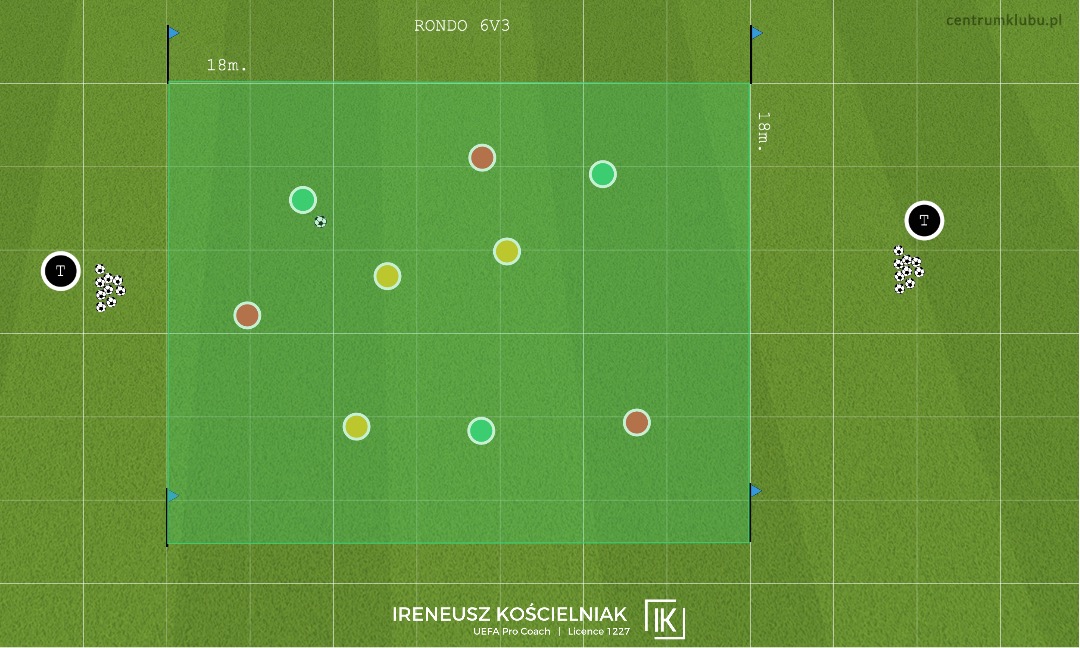 RONDO 6V3
centrumklubu.pl
18m.
18m.
T
T
IRENEUSZ KOŚCIELNIAK
IK
UEFA Pro Coach | Licence 1227